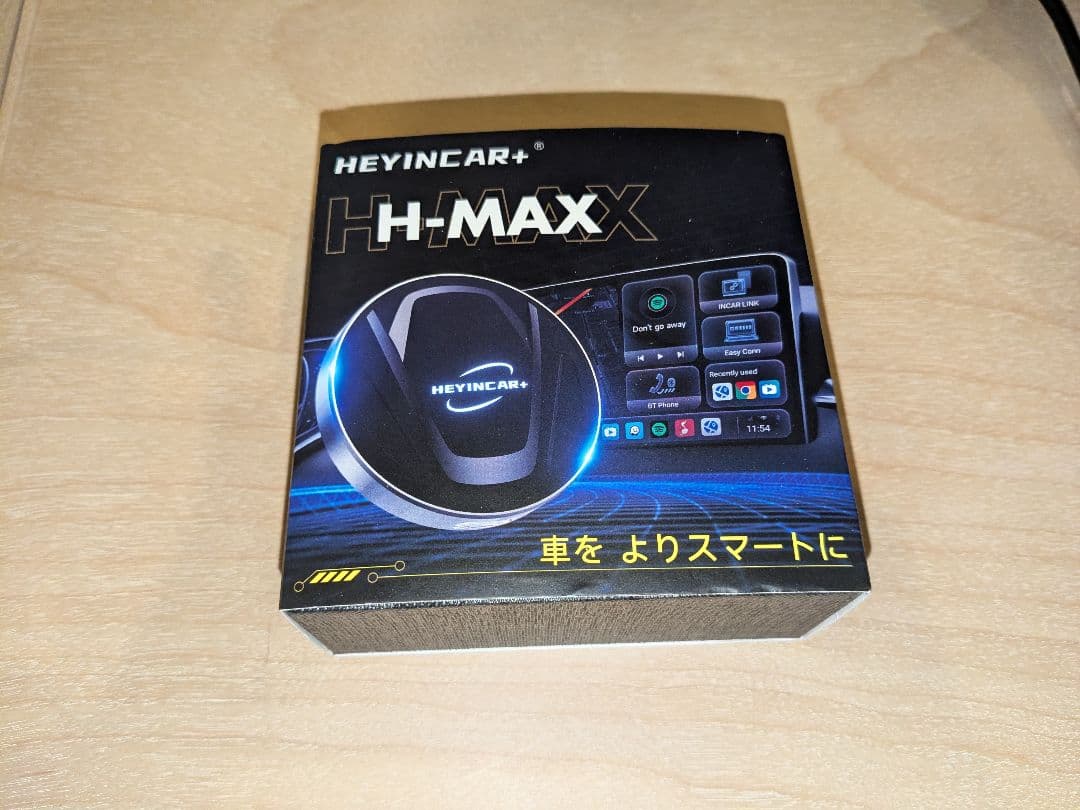 HEYINCAR+®
H-MAX
HEYINCAR+
Don't go away
INCAR LINK
Easy Conn
Recently used
BT Phone
11:54
車を よりスマートに